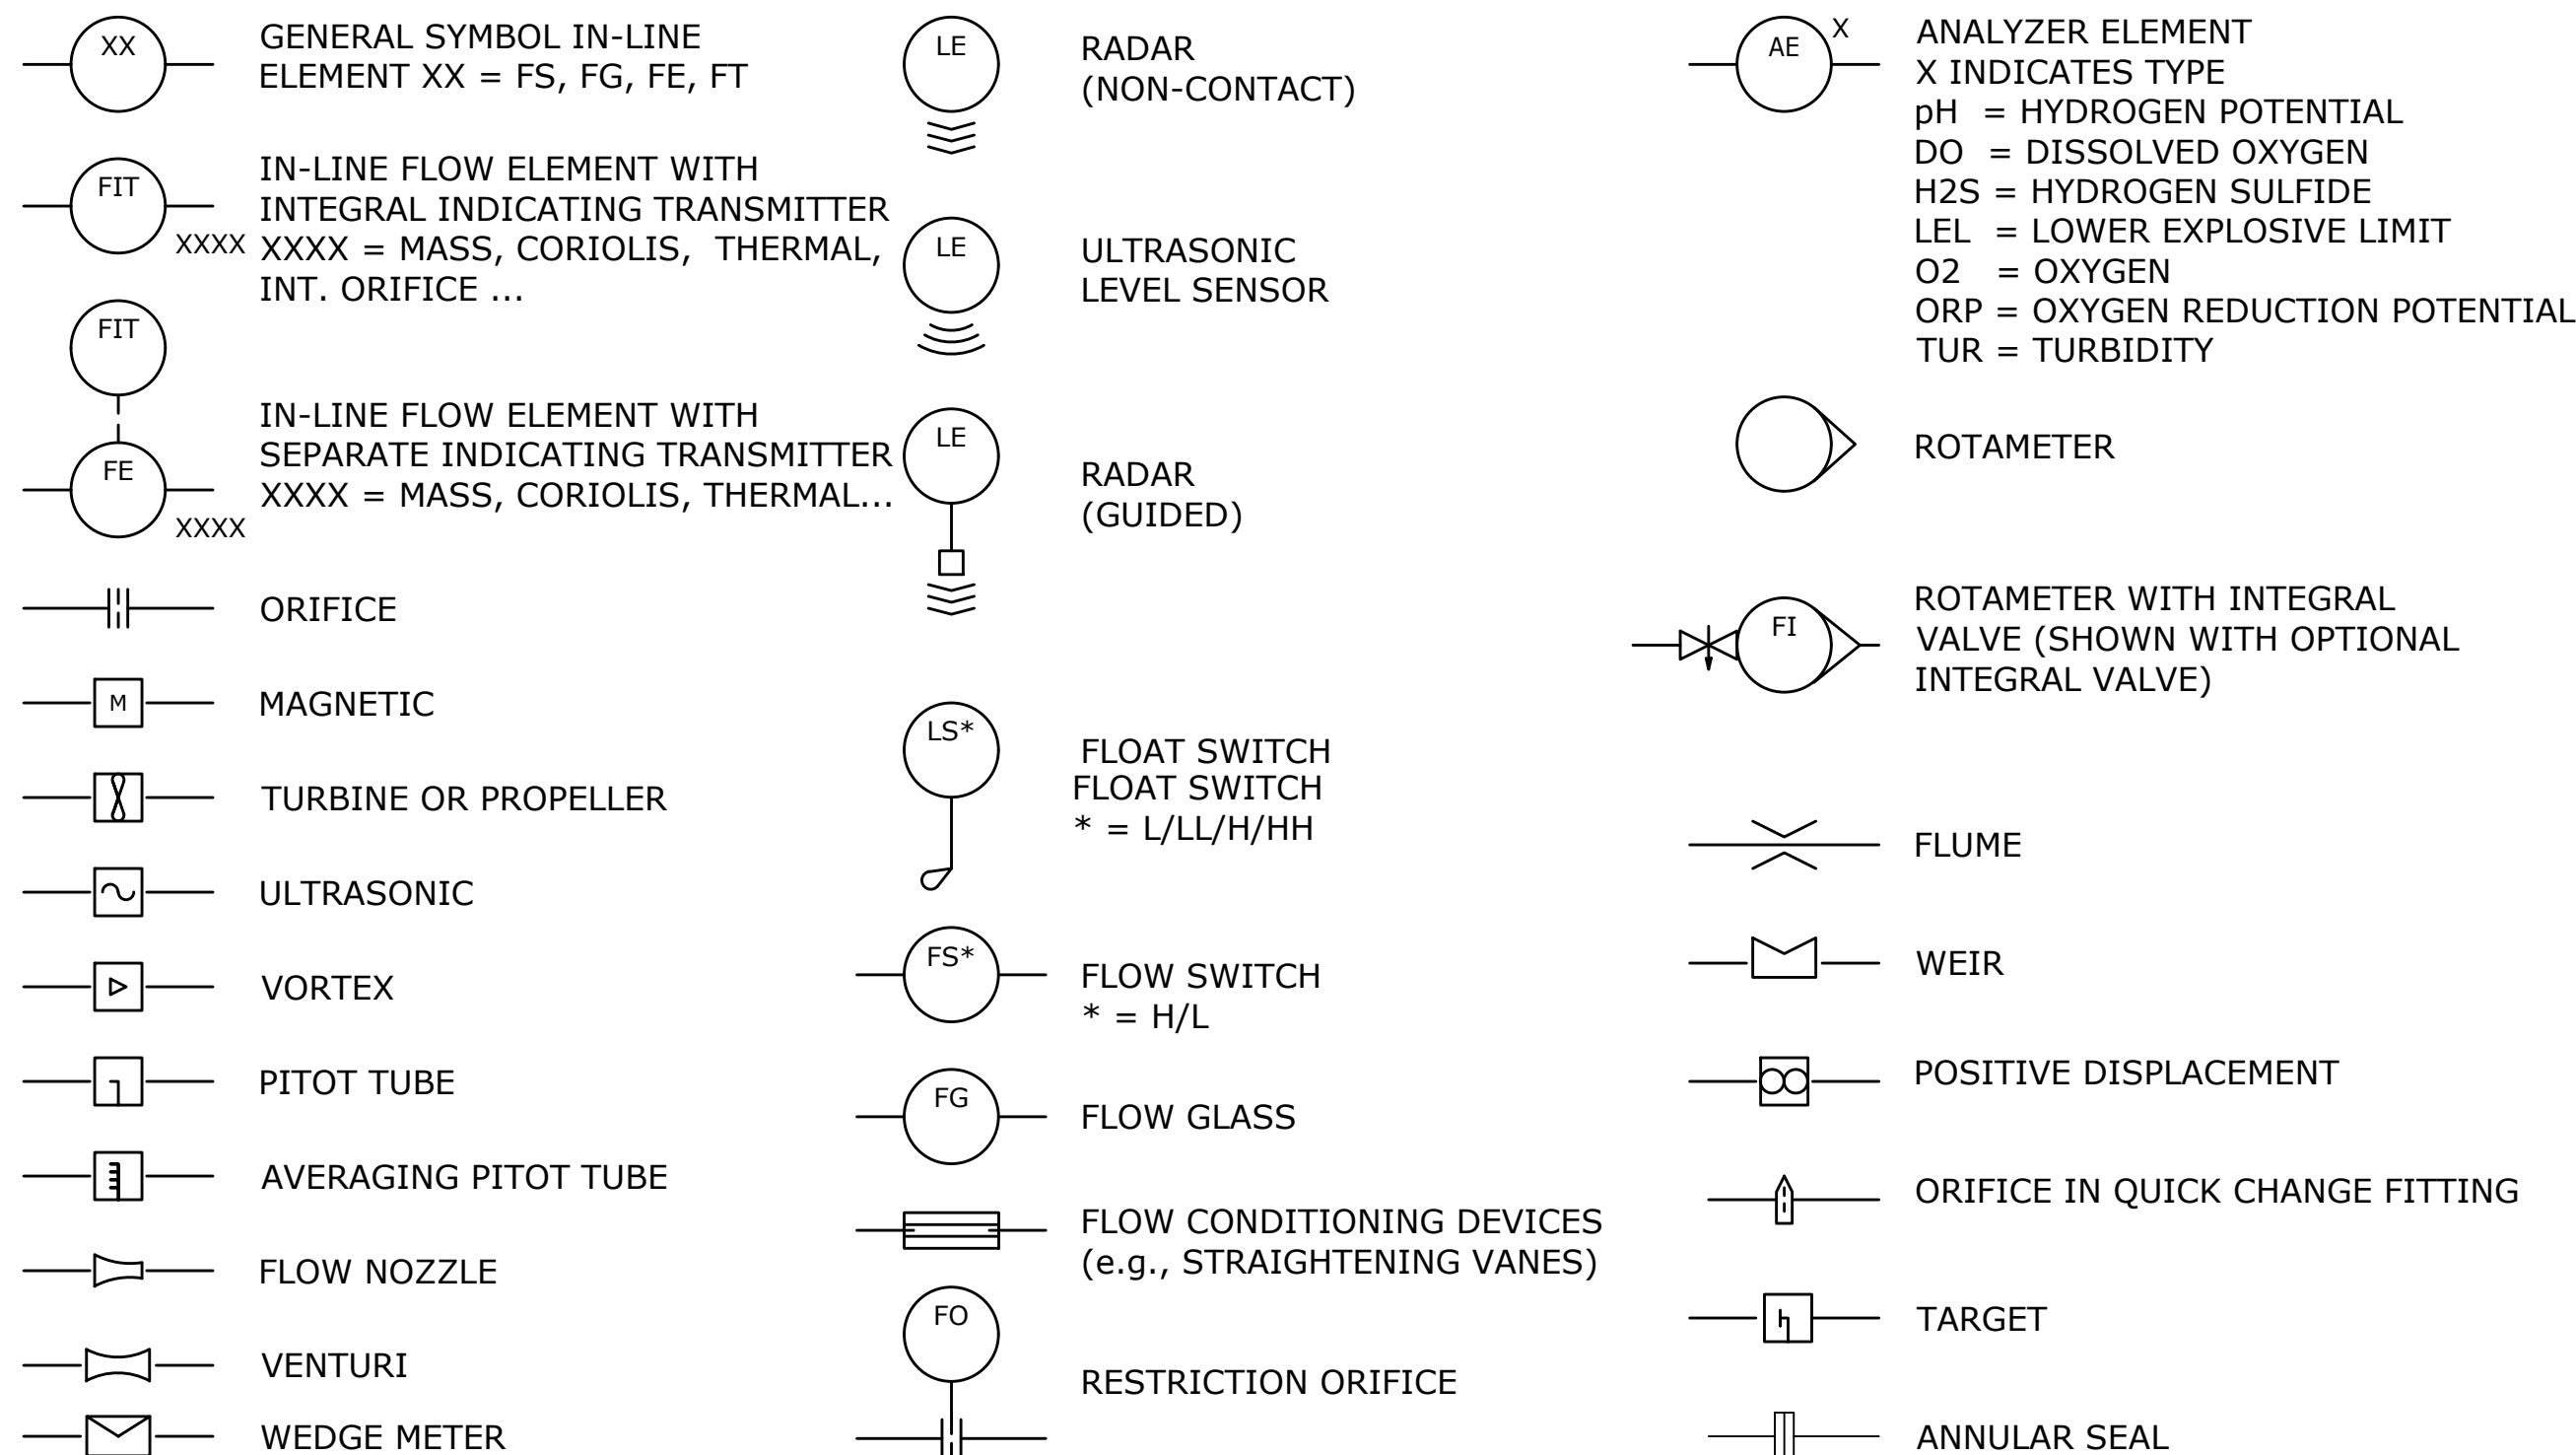 XX
GENERAL SYMBOL IN-LINE
ELEMENT XX = FS, FG, FE, FT
FIT
XXXX
IN-LINE FLOW ELEMENT WITH
INTEGRAL INDICATING TRANSMITTER
XXXX = MASS, CORIOLIS, THERMAL,
INT. ORIFICE ...
FIT
FE
XXXX
IN-LINE FLOW ELEMENT WITH
SEPARATE INDICATING TRANSMITTER
XXXX = MASS, CORIOLIS, THERMAL...
ORIFICE
M
MAGNETIC
TURBINE OR PROPELLER
ULTRASONIC
VORTEX
PITOT TUBE
AVERAGING PITOT TUBE
FLOW NOZZLE
VENTURI
WEDGE METER
LE
RADAR
(NON-CONTACT)
LE
ULTRASONIC
LEVEL SENSOR
LE
RADAR
(GUIDED)
LS*
FLOAT SWITCH
FLOAT SWITCH
* = L/LL/H/HH
FS*
FLOW SWITCH
* = H/L
FG
FLOW GLASS
FLOW CONDITIONING DEVICES
(e.g., STRAIGHTENING VANES)
FO
RESTRICTION ORIFICE
AE
X
ANALYZER ELEMENT
X INDICATES TYPE
pH = HYDROGEN POTENTIAL
DO = DISSOLVED OXYGEN
H2S = HYDROGEN SULFIDE
LEL = LOWER EXPLOSIVE LIMIT
O2 = OXYGEN
ORP = OXYGEN REDUCTION POTENTIAL
TUR = TURBIDITY
ROTAMETER
FI
ROTAMETER WITH INTEGRAL
VALVE (SHOWN WITH OPTIONAL
INTEGRAL VALVE)
FLUME
WEIR
POSITIVE DISPLACEMENT
ORIFICE IN QUICK CHANGE FITTING
TARGET
ANNULAR SEAL